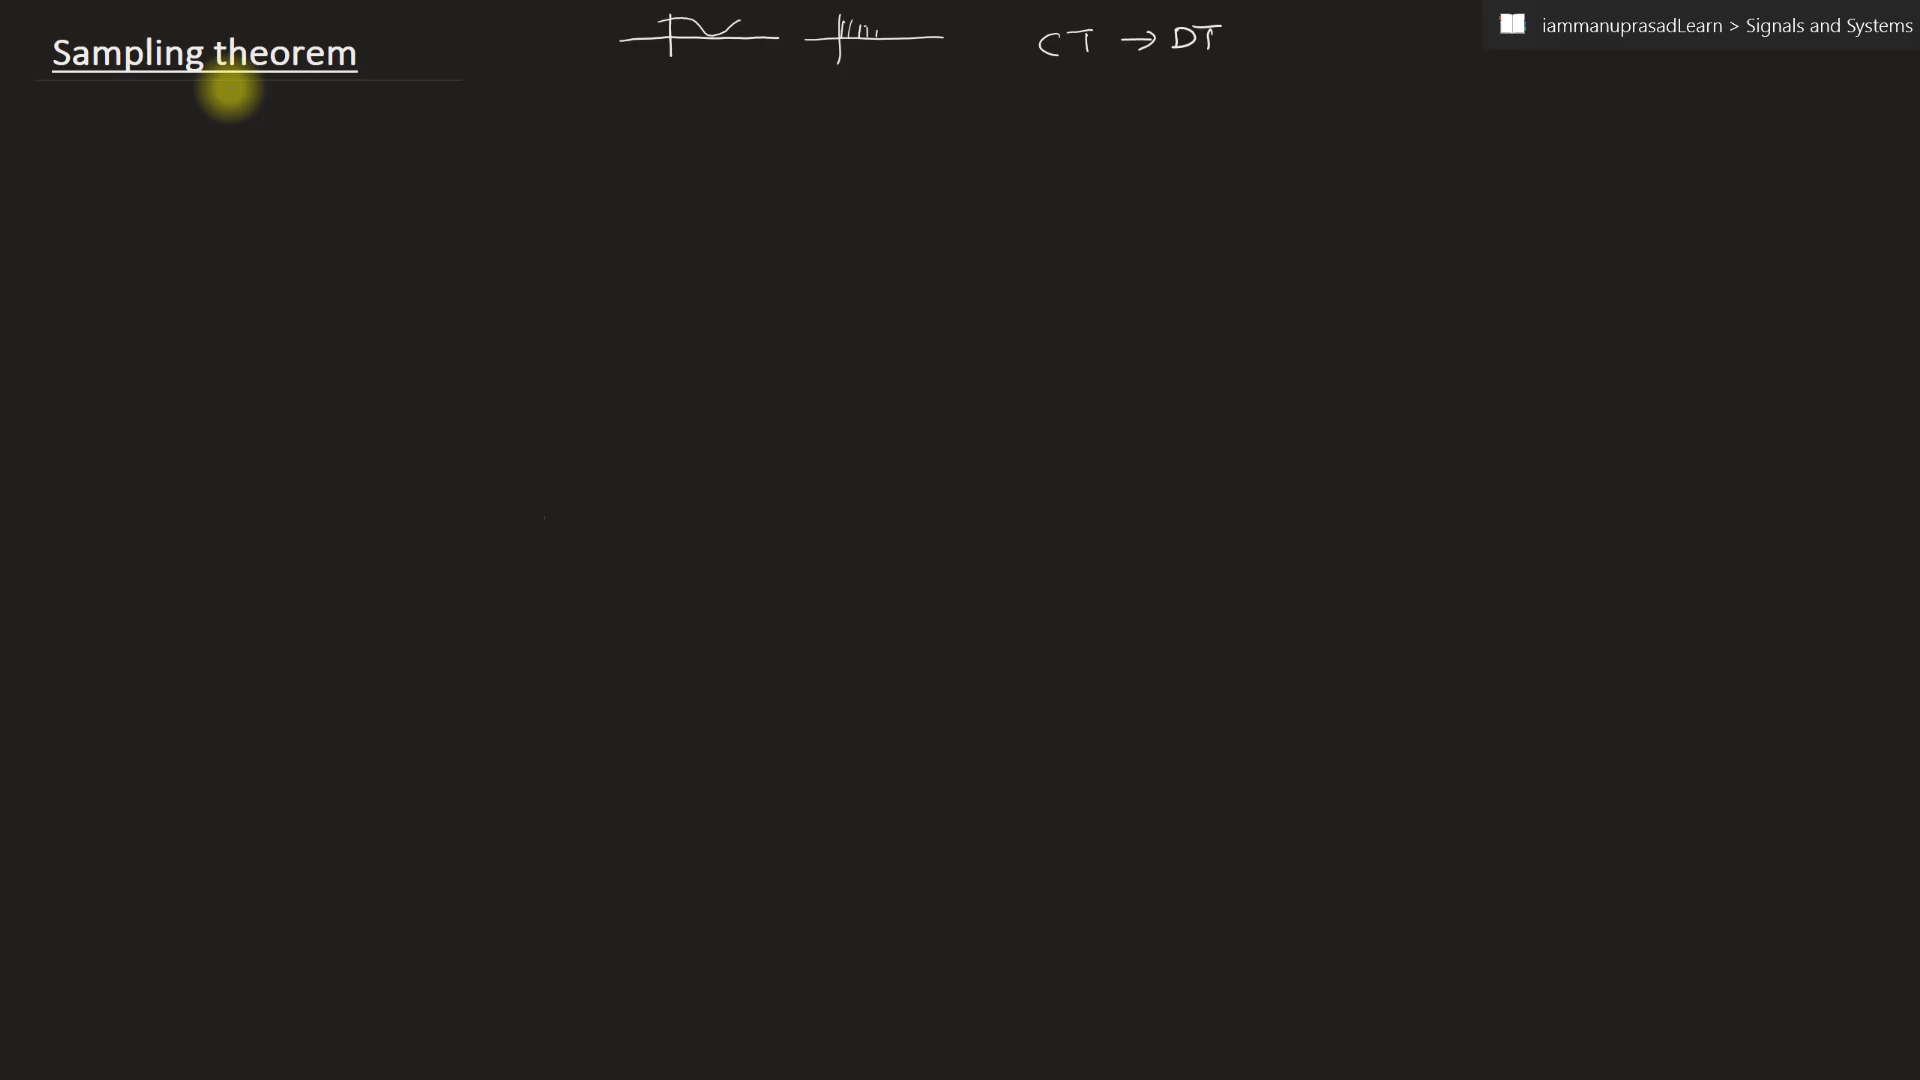 Sampling theorem
CT → DT
iammanuprasadLearn > Signals and Systems